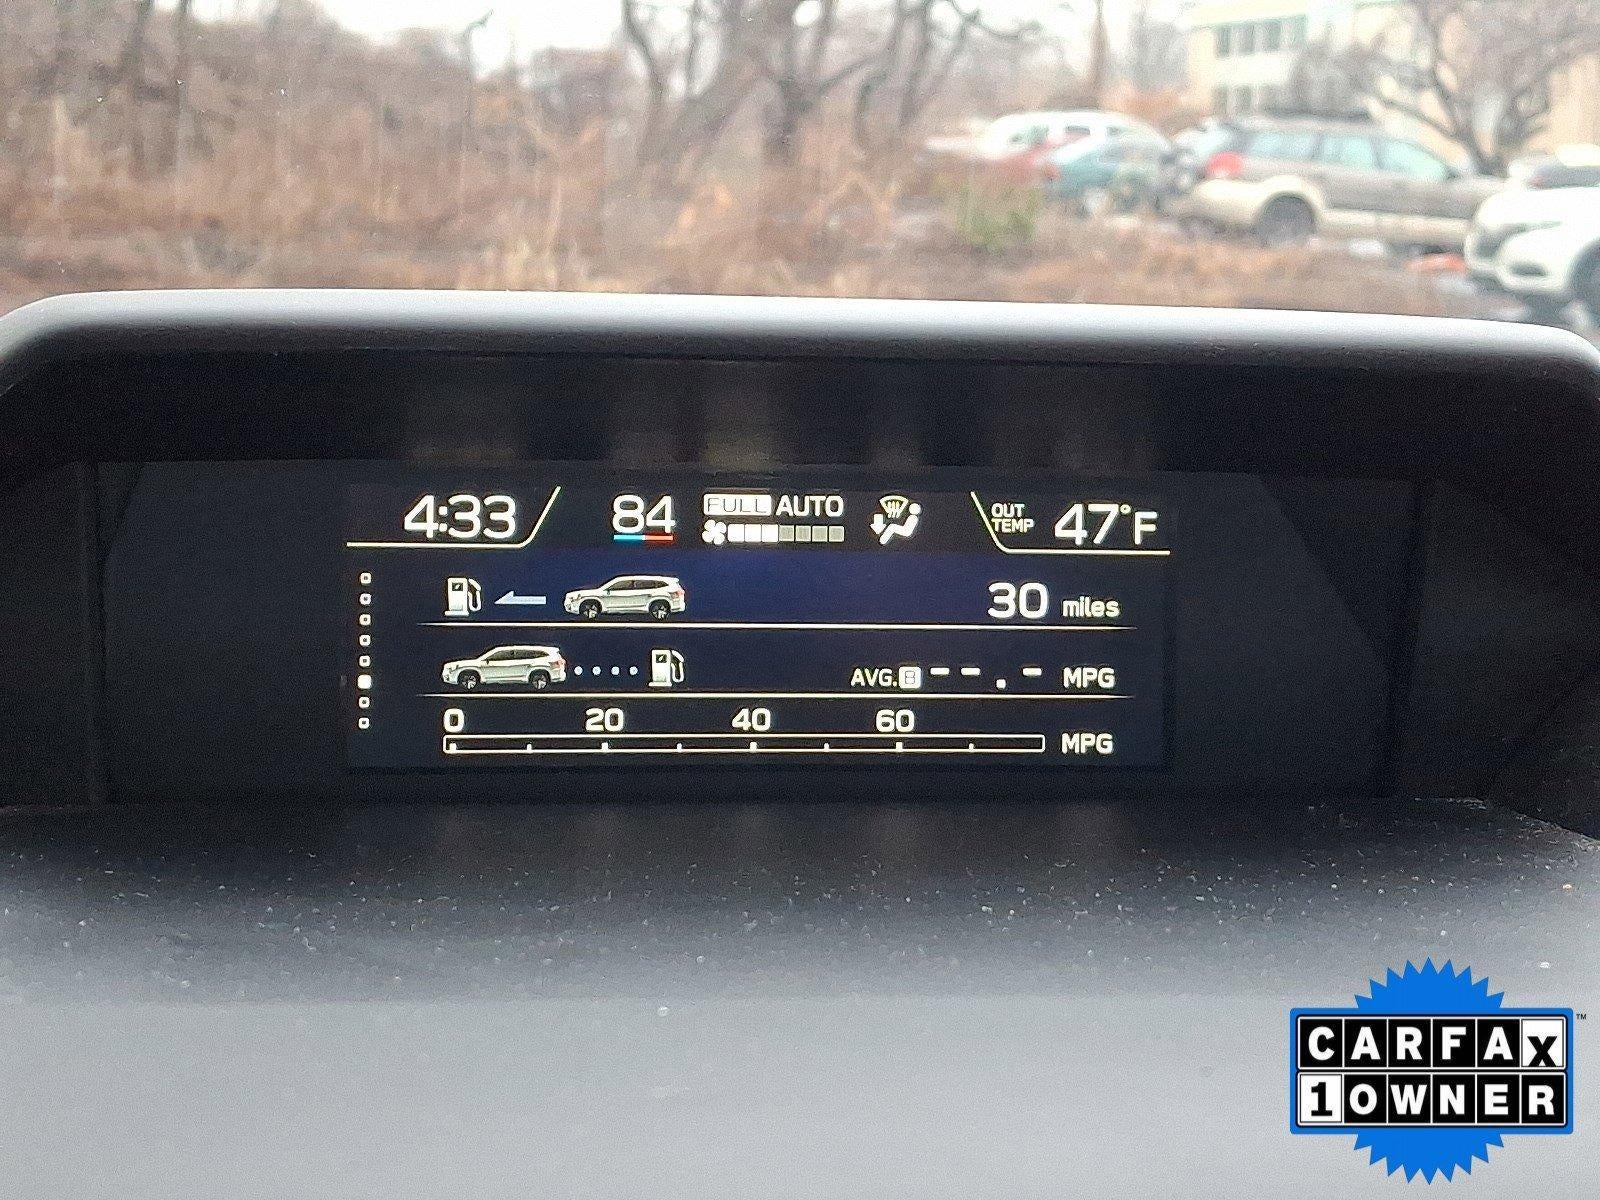 4:33 84 FULL AUTO OUT TEMP 47°F
30 miles
AVG. B --.- MPG
0 20 40 60
MPG
CARFAX™
1 OWNER